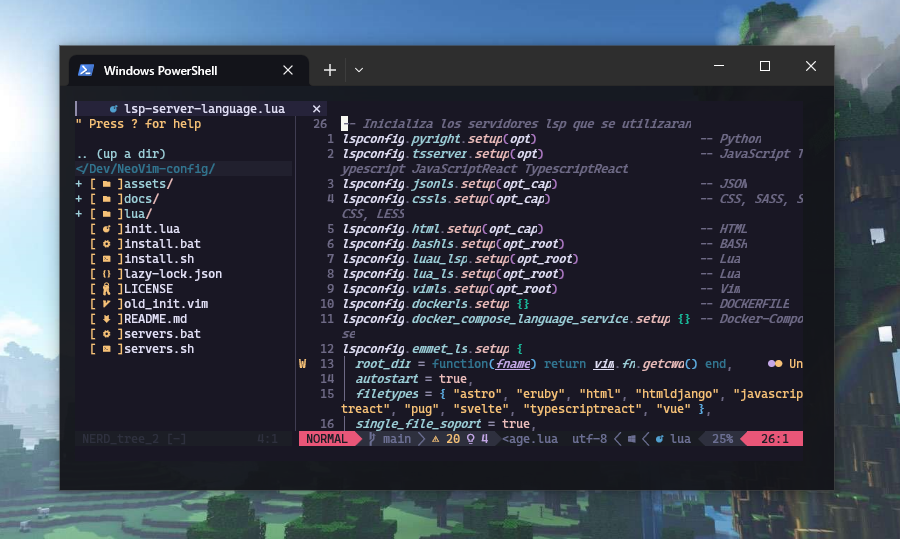 Windows PowerShell
lsp-server-language.lua
" Press ? for help
.. (up a dir)
</Dev/NeoVim-config/
+ [ ]assets/
+ [ ]docs/
+ [ ]lua/
[ ]init.lua
[ ]install.bat
[ ]install.sh
[ ]lazy-lock.json
[ ]LICENSE
[ ]old_init.vim
[ ]README.md
[ ]servers.bat
[ ]servers.sh
NERD_tree_2 [-] 4:1
26 -- Inicializa los servidores lsp que se utilizaran
1 lspconfig.pyright.setup(opt) -- Python
2 lspconfig.tsserver.setup(opt) -- JavaScript T
ypescript JavaScriptReact TypescriptReact
3 lspconfig.jsonls.setup(opt_cap) -- JSON
4 lspconfig.cssls.setup(opt_cap) -- CSS, SASS, S
CSS, LESS
5 lspconfig.html.setup(opt_cap) -- HTML
6 lspconfig.bashls.setup(opt_root) -- BASH
7 lspconfig.luau_lsp.setup(opt_root) -- Lua
8 lspconfig.lua_ls.setup(opt_root) -- Lua
9 lspconfig.vimls.setup(opt_root) -- Vim
10 lspconfig.dockerls.setup {} -- DOCKERFILE
11 lspconfig.docker_compose_language_service.setup {} -- Docker-Compo
se
12 lspconfig.emmet_ls.setup {
W 13 root_dir = function(fname) return vim.fn.getcwd() end, Un
14 autostart = true,
15 filetypes = { "astro", "eruby", "html", "htmldjango", "javascrip
treact", "pug", "svelte", "typescriptreact", "vue" },
16 single_file_soport = true,
NORMAL main 20 4 <age.lua utf-8 < < lua 25% 26:1